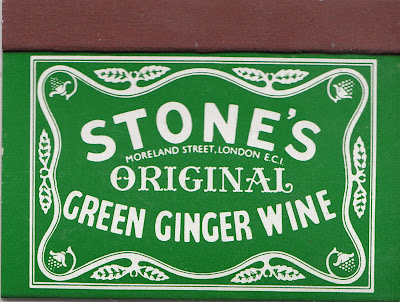 STONE'S
MORELAND STREET, LONDON E.C.1.
ORIGINAL
GREEN GINGER WINE